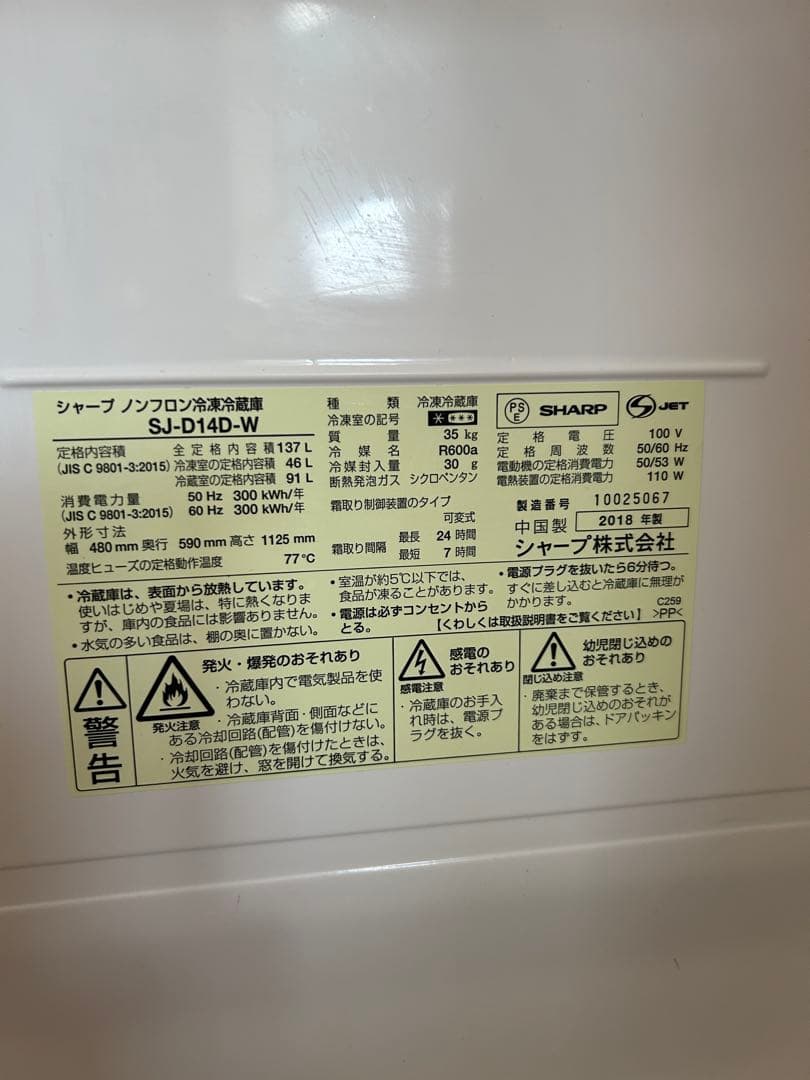 シャープ ノンフロン冷凍冷蔵庫
SJ-D14D-W
定格内容積
(JIS C 9801-3:2015)
全定格内容積 137 L
冷凍室の定格内容積 46 L
冷蔵室の定格内容積 91 L
消費電力量
(JIS C 9801-3:2015)
50 Hz 300 kWh/年
60 Hz 300 kWh/年
外形寸法
幅 480 mm 奥行 590 mm 高さ 1125 mm
温度ヒューズの定格動作温度 77℃
種類 冷凍冷蔵庫
冷凍室の記号
質量 35 kg
冷媒名 R600a
冷媒封入量 30 g
断熱発泡ガス シクロペンタン
霜取り制御装置のタイプ
可変式
霜取り間隔
最長 24 時間
最短 7 時間
PSE
SHARP
S JET
定格電圧 100 V
定格周波数 50/60 Hz
電動機の定格消費電力 50/53 W
電熱装置の定格消費電力 110 W
製造番号 10025067
中国製 2018 年製
シャープ株式会社
・冷蔵庫は、表面から放熱しています。
使いはじめや夏場は、特に熱くなりま
すが、庫内の食品には影響ありません。
・水気の多い食品は、棚の奥に置かない。
・室温が約5℃以下では、
食品が凍ることがあります。
・電源は必ずコンセントから
とる。
・電源プラグを抜いたら6分待つ。
すぐに差し込むと冷蔵庫に無理が
かかります。
【くわしくは取扱説明書をご覧ください】
C259
>PP<
警告
発火・爆発のおそれあり
発火注意
・冷蔵庫内で電気製品を使
わない。
・冷蔵庫背面・側面などに
ある冷却回路(配管)を傷付けない。
・冷却回路(配管)を傷付けたときは、
火気を避け、窓を開けて換気する。
感電の
おそれあり
感電注意
・冷蔵庫のお手入
れ時は、電源プ
ラグを抜く。
幼児閉じ込めの
おそれあり
閉じ込め注意
・廃棄まで保管するとき、
幼児閉じ込めのおそれが
ある場合は、ドアパッキン
をはずす。